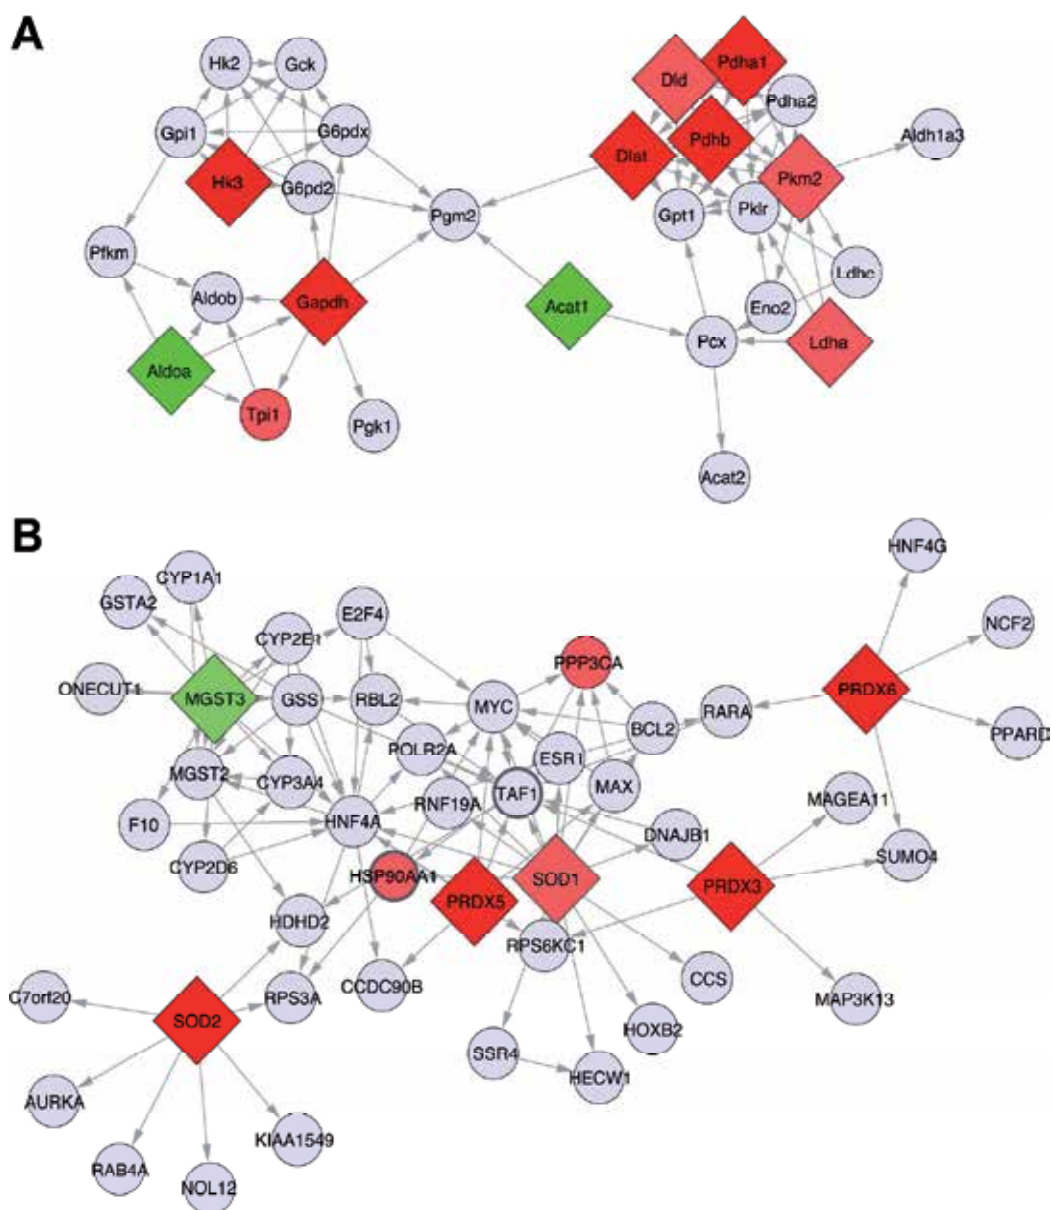 A
Hk2
Gck
Dld
Pdha1
Pdha2
Gpi1
G6pdx
Dlat
Pdhb
Aldh1a3
Hk3
G6pd2
Pkm2
Pgm2
Gpt1
Pklr
Pfkm
Aldob
Gapdh
Acat1
Eno2
Ldhc
Pcx
Ldha
Aldoa
Tpi1
Pgk1
Acat2
B
HNF4G
CYP1A1
GSTA2
E2F4
NCF2
CYP2E1
PPP3CA
ONECUT1
MGST3
GSS
RBL2
MYC
PRDX6
RARA
BCL2
PPARD
POLR2A
ESR1
MGST2
CYP3A4
TAF1
MAX
RNF19A
MAGEA11
F10
HNF4A
DNAJB1
SUMO4
CYP2D6
HSP90AA1
SOD1
PRDX3
PRDX5
HDHD2
RPS6KC1
CCS
C7orf20
RPS3A
CCDC90B
MAP3K13
SOD2
HOXB2
SSR4
HECW1
AURKA
KIAA1549
RAB4A
NOL12